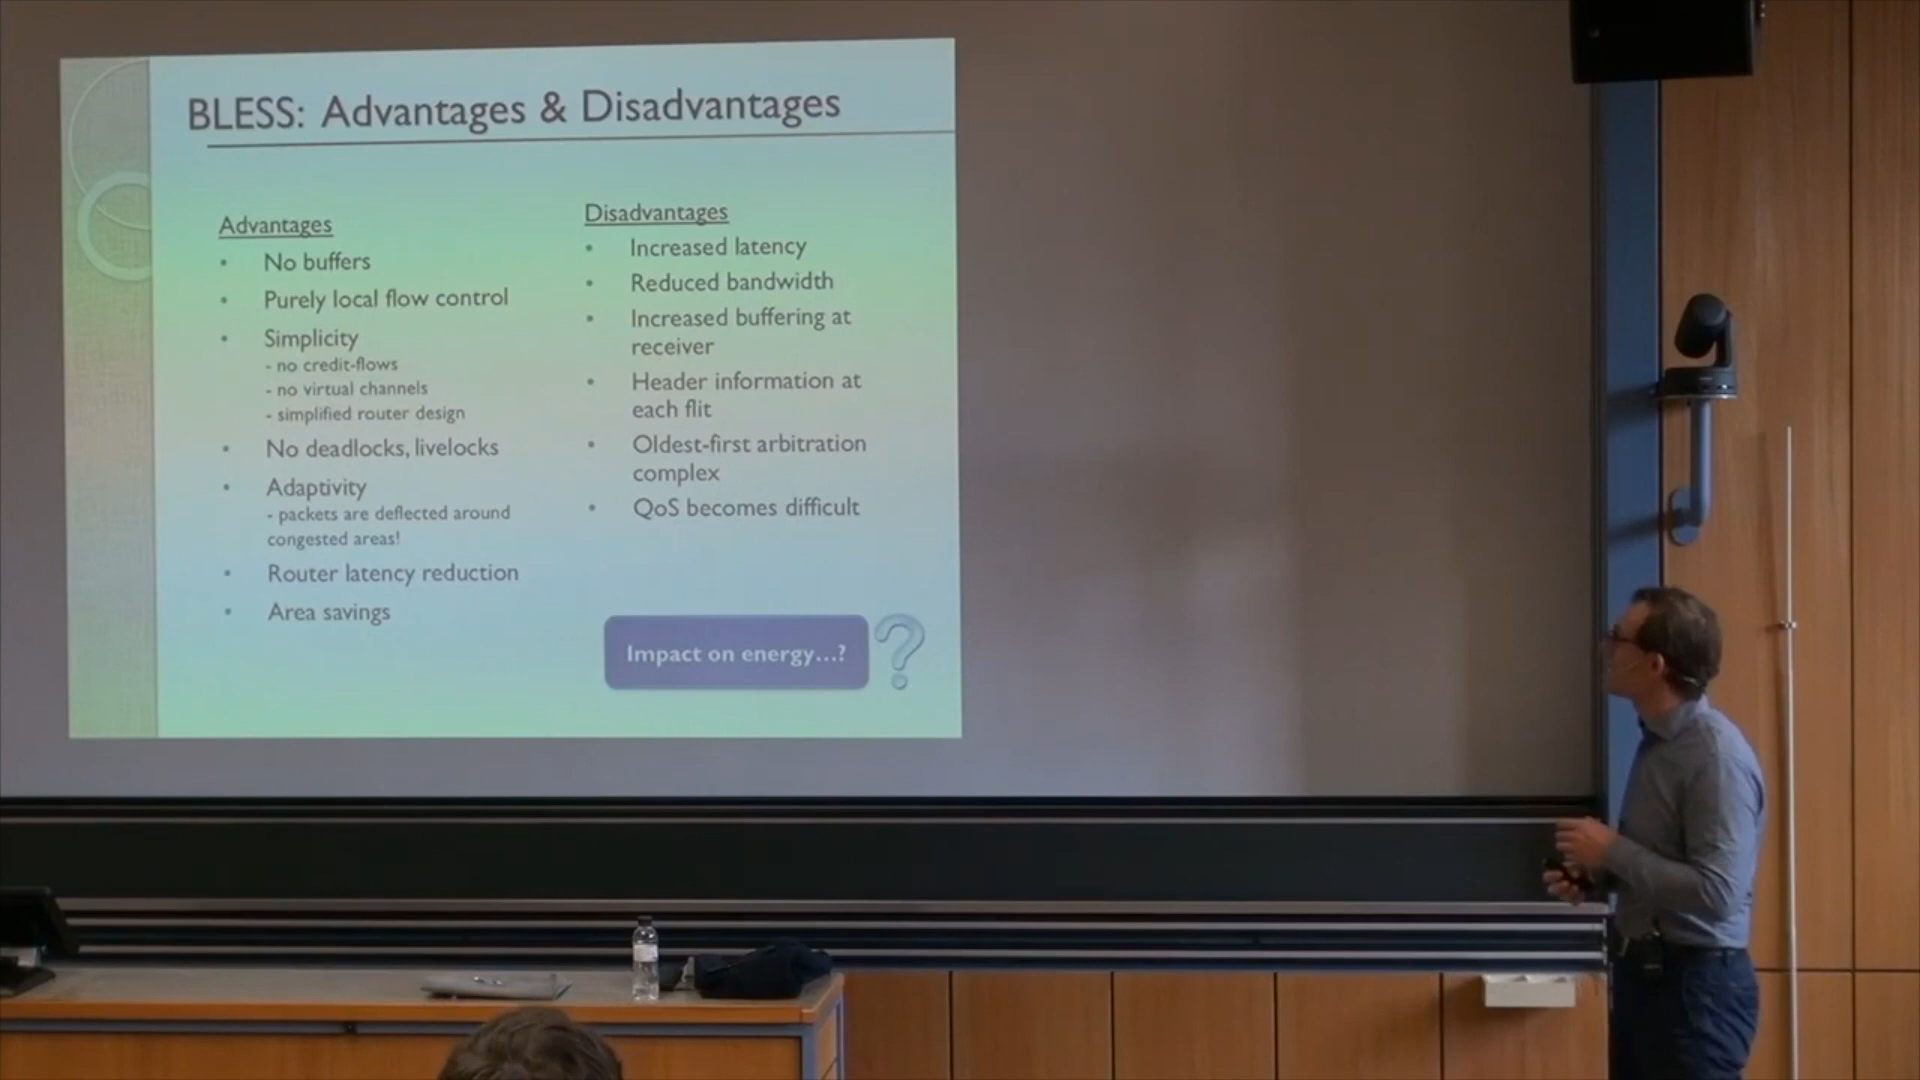 BLESS: Advantages & Disadvantages
Advantages
• No buffers
• Purely local flow control
• Simplicity
- no credit-flows
- no virtual channels
- simplified router design
• No deadlocks, livelocks
• Adaptivity
- packets are deflected around
congested areas!
• Router latency reduction
• Area savings
Disadvantages
• Increased latency
• Reduced bandwidth
• Increased buffering at
receiver
• Header information at
each flit
• Oldest-first arbitration
complex
• QoS becomes difficult
Impact on energy...?
?